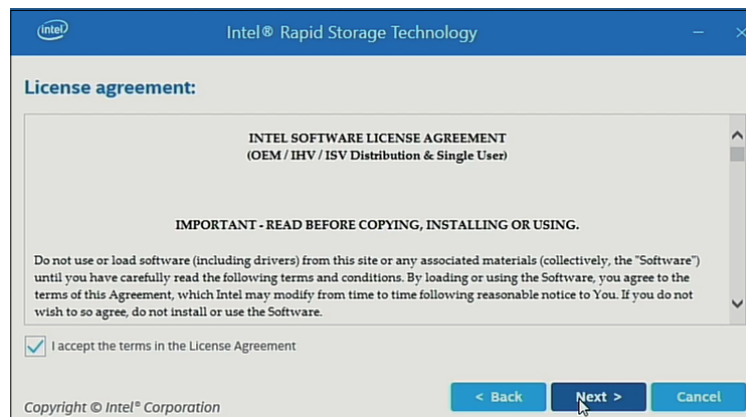 intel
Intel® Rapid Storage Technology
License agreement:
INTEL SOFTWARE LICENSE AGREEMENT
(OEM / IHV / ISV Distribution & Single User)
IMPORTANT - READ BEFORE COPYING, INSTALLING OR USING.
Do not use or load software (including drivers) from this site or any associated materials (collectively, the "Software")
until you have carefully read the following terms and conditions. By loading or using the Software, you agree to the
terms of this Agreement, which Intel may modify from time to time following reasonable notice to You. If you do not
wish to so agree, do not install or use the Software.
I accept the terms in the License Agreement
< Back Next > Cancel
Copyright © Intel® Corporation